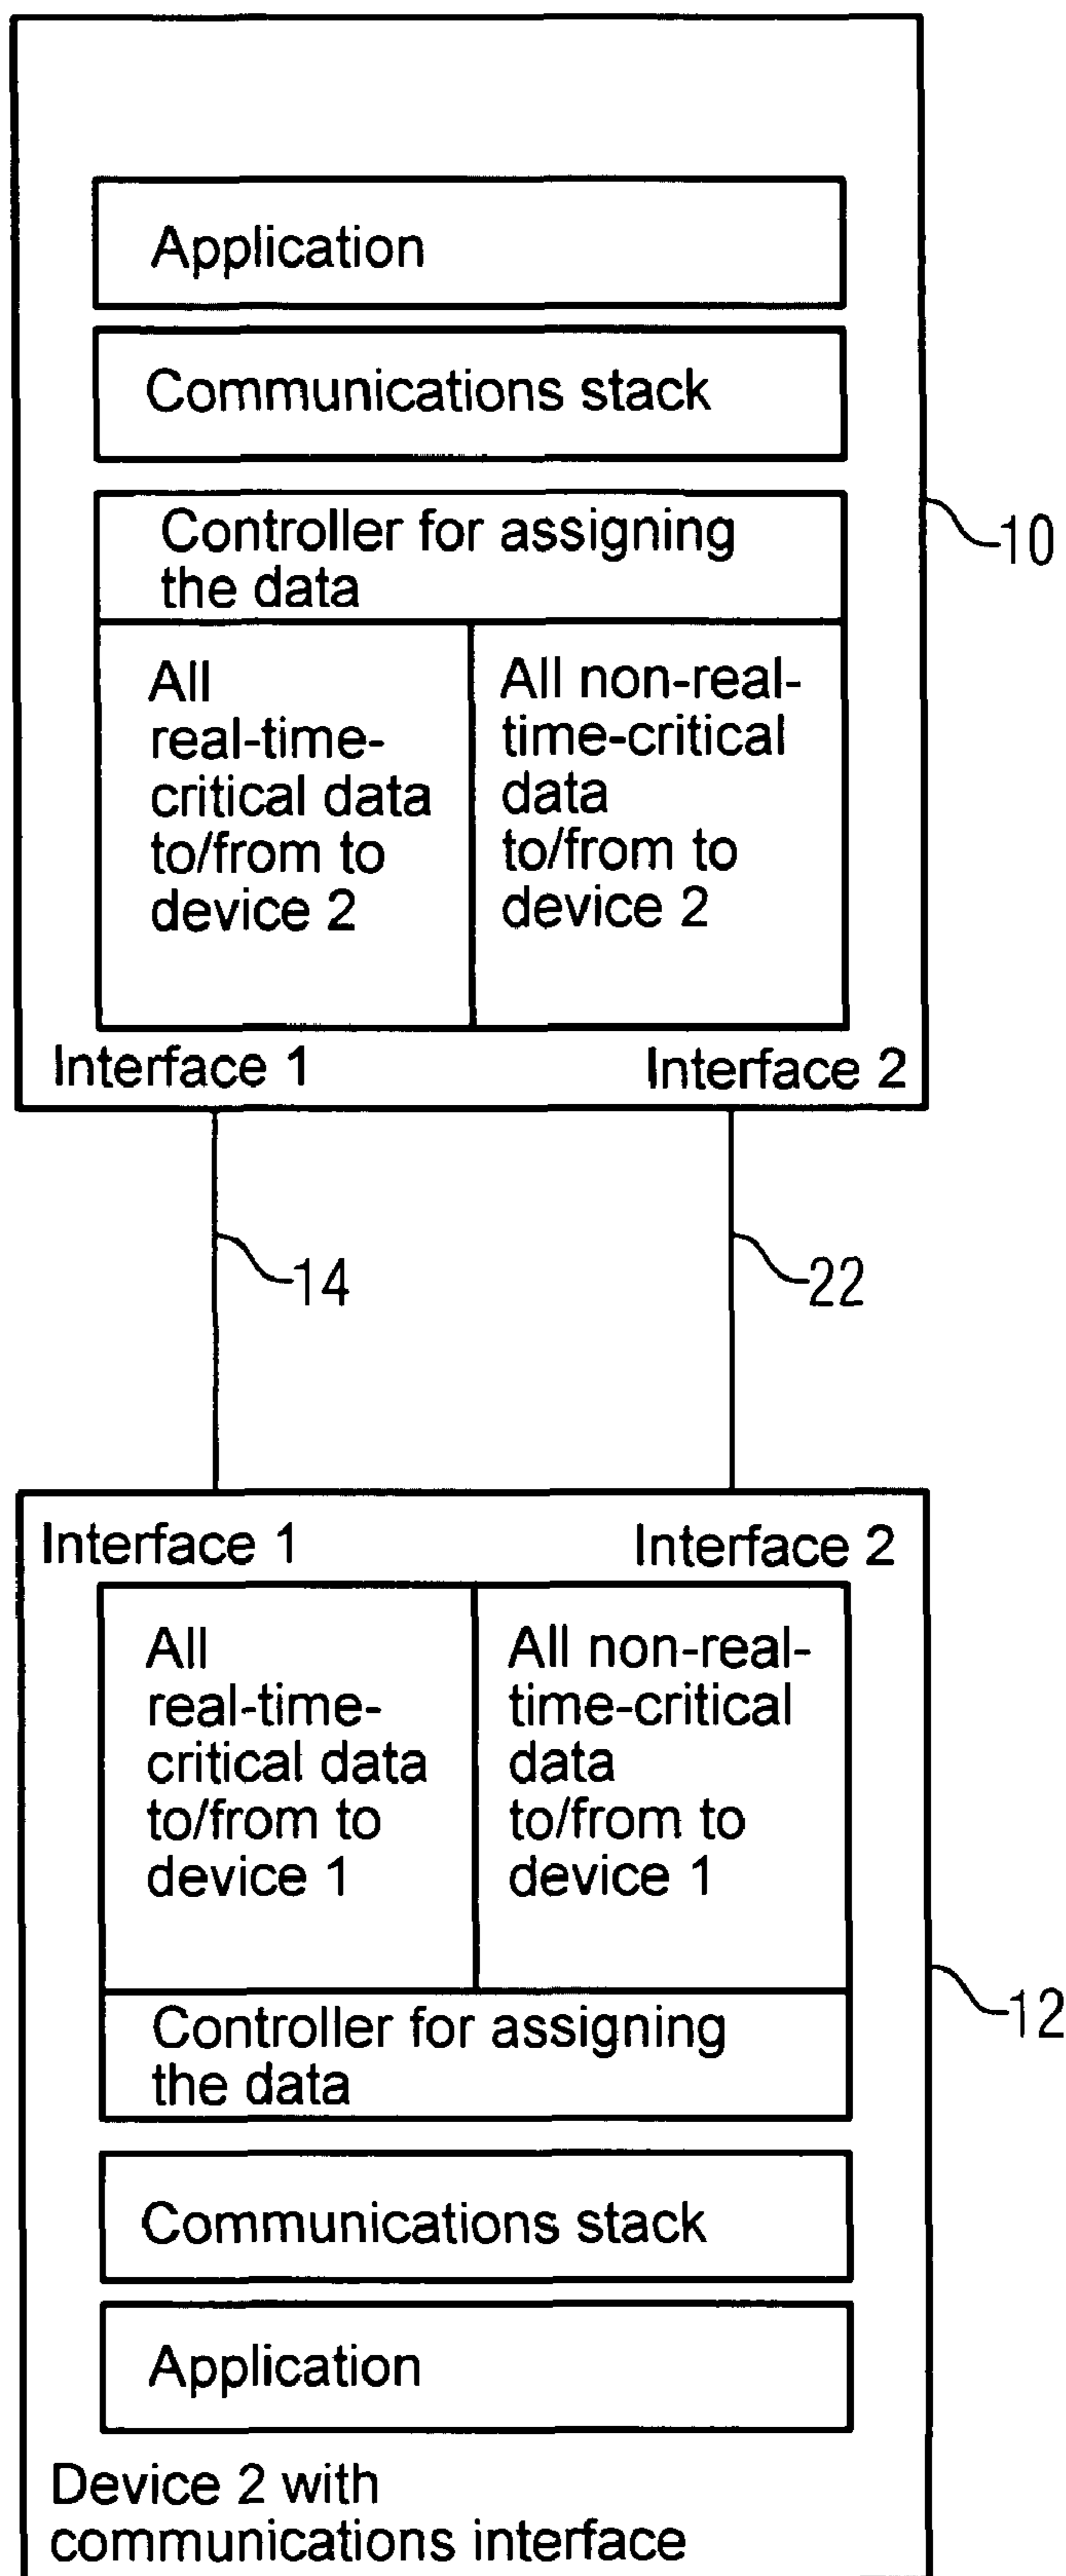 Application
Communications stack
Controller for assigning
the data
All
real-time-
critical data
to/from to
device 2
All non-real-
time-critical
data
to/from to
device 2
10
Interface 1
Interface 2
14
22
Interface 1
Interface 2
All
real-time-
critical data
to/from to
device 1
All non-real-
time-critical
data
to/from to
device 1
12
Controller for assigning
the data
Communications stack
Application
Device 2 with
communications interface